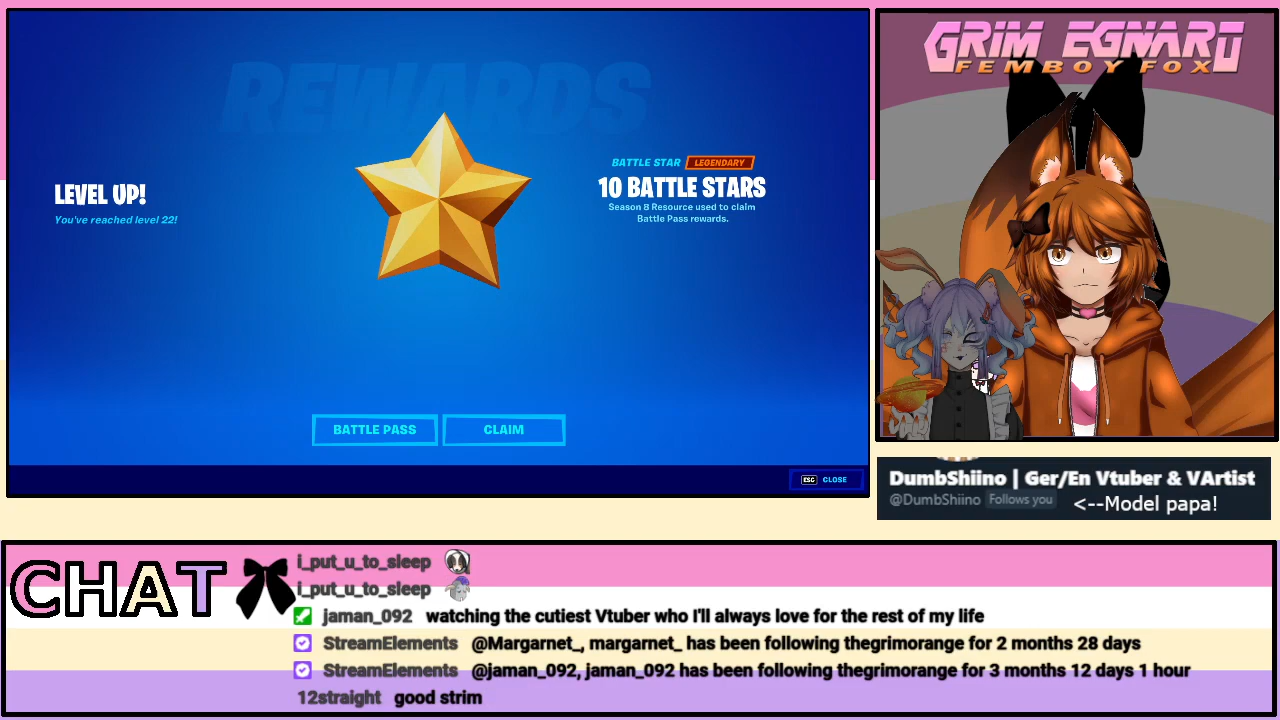 REWARDS
LEVEL UP!
You've reached level 22!
BATTLE STAR LEGENDARY
10 BATTLE STARS
Season 8 Resource used to claim
Battle Pass rewards.
BATTLE PASS
CLAIM
ESC CLOSE
GRIM EGNART
FEMBOY FOX
DumbShiino | Ger/En Vtuber & VArtist
@DumbShiino Follows you <--Model papa!
CHAT
i_put_u_to_sleep
i_put_u_to_sleep
jaman_092 watching the cutiest Vtuber who I'll always love for the rest of my life
StreamElements @Margarnet_, margarnet_ has been following thegrimorange for 2 months 28 days
StreamElements @jaman_092, jaman_092 has been following thegrimorange for 3 months 12 days 1 hour
12straight good strim